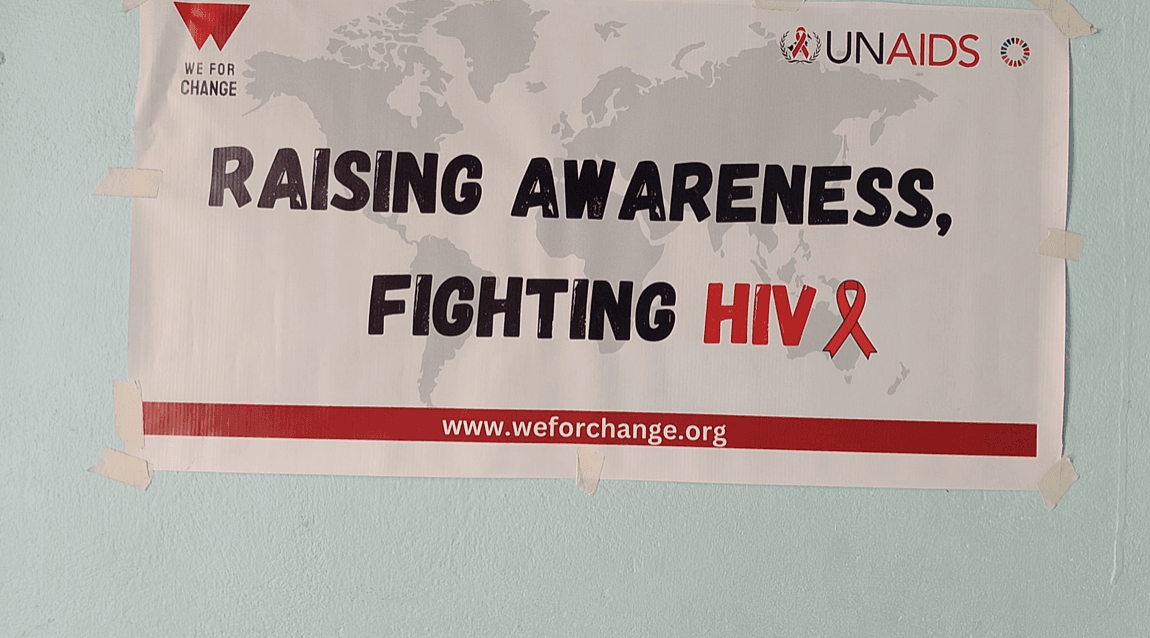 WE FOR
CHANGE
UNAIDS
RAISING AWARENESS,
FIGHTING HIV
www.weforchange.org